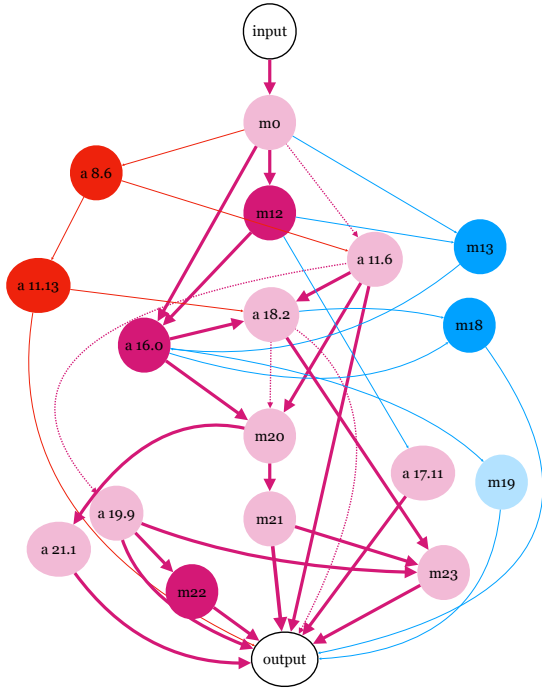 input
m0
a 8.6
m12
m13
a 11.6
a 11.13
a 18.2
m18
a 16.0
m20
a 17.11
m19
a 19.9
m21
a 21.1
m23
m22
output